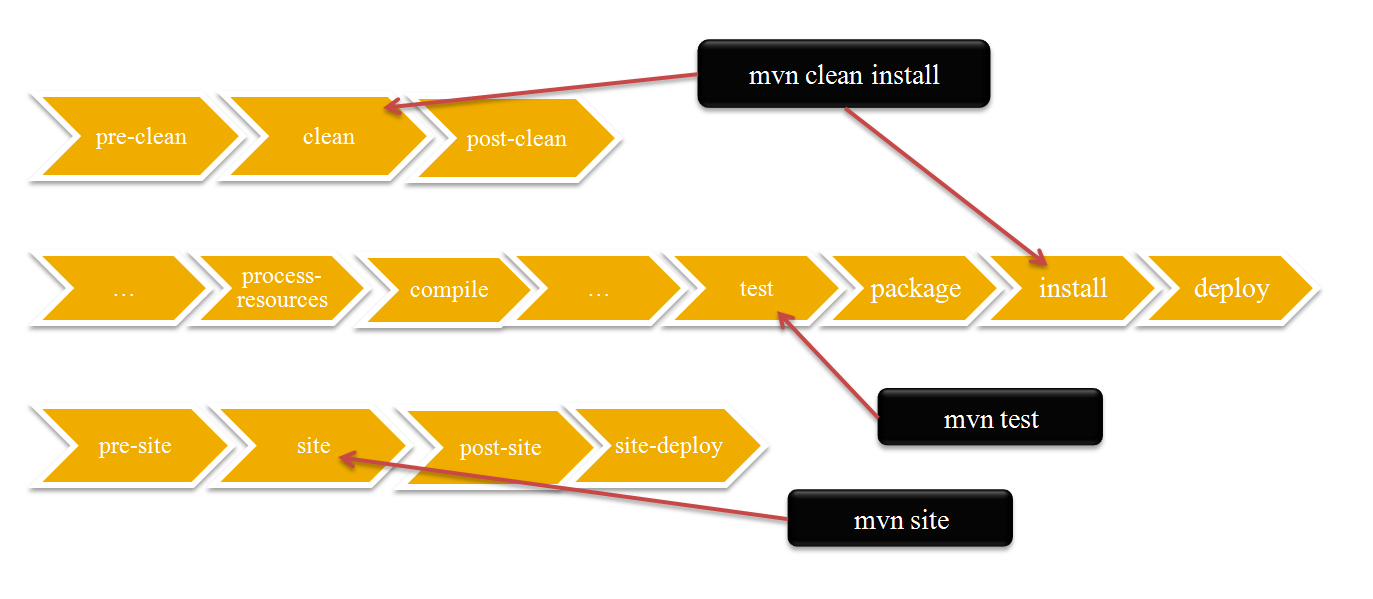 mvn clean install
pre-clean
clean
post-clean
...
process-
resources
compile
...
test
package
install
deploy
mvn test
pre-site
site
post-site
site-deploy
mvn site